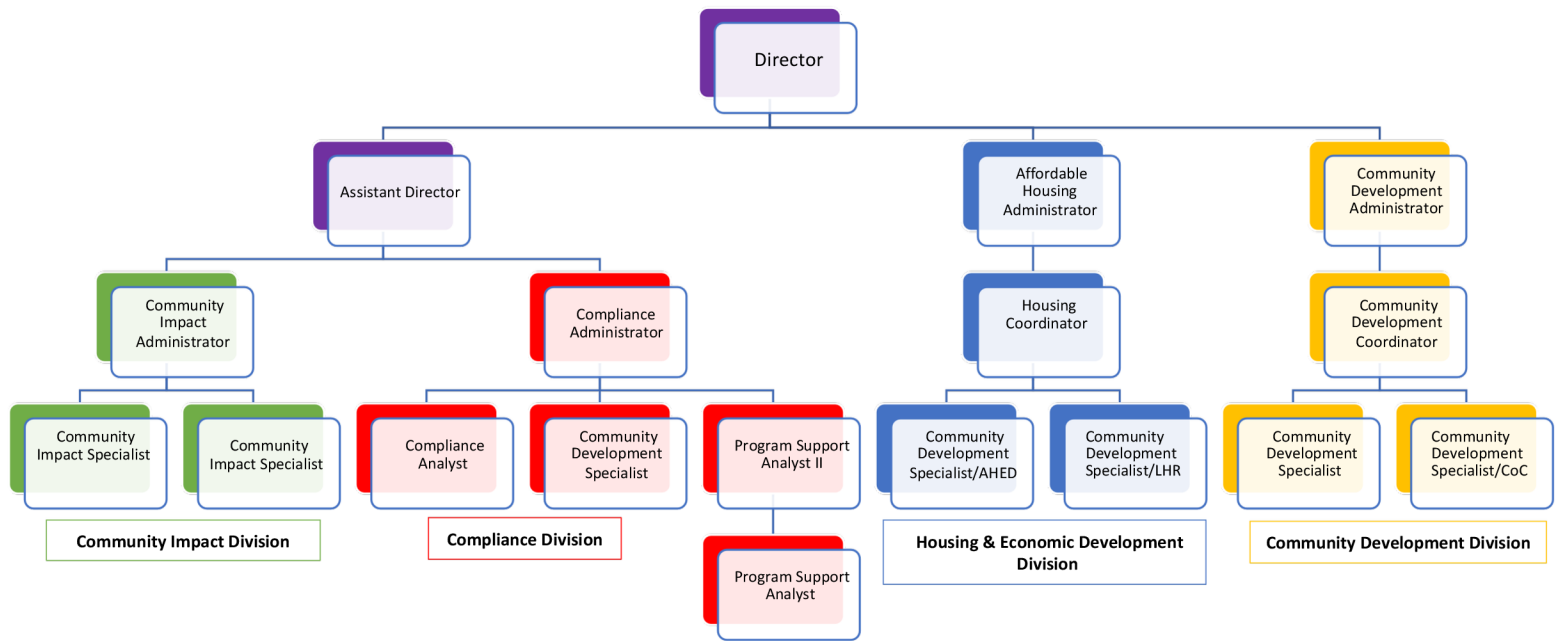 Director
Assistant Director
Affordable
Housing
Administrator
Community
Development
Administrator
Community
Impact
Administrator
Compliance
Administrator
Housing
Coordinator
Community
Development
Coordinator
Community
Impact Specialist
Community
Impact Specialist
Compliance
Analyst
Community
Development
Specialist
Program Support
Analyst II
Community
Development
Specialist/AHED
Community
Development
Specialist/LHR
Community
Development
Specialist
Community
Development
Specialist/CoC
Community Impact Division
Compliance Division
Housing & Economic Development
Division
Community Development Division
Program Support
Analyst